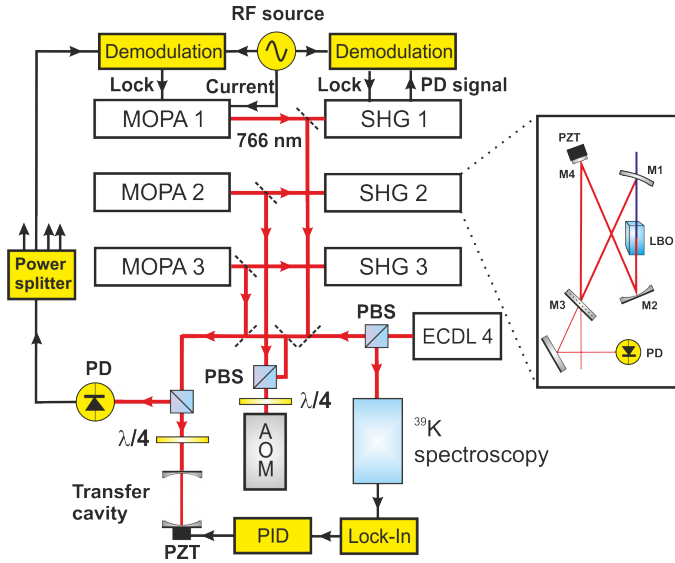 RF source
Demodulation
Demodulation
Lock
Current
Lock
PD signal
MOPA 1
SHG 1
766 nm
MOPA 2
SHG 2
MOPA 3
SHG 3
Power
splitter
PBS
ECDL 4
PD
PBS
λ/4
λ/4
AOM
³⁹K
spectroscopy
Transfer
cavity
PZT
PID
Lock-In
PZT
M4
M1
LBO
M3
M2
PD